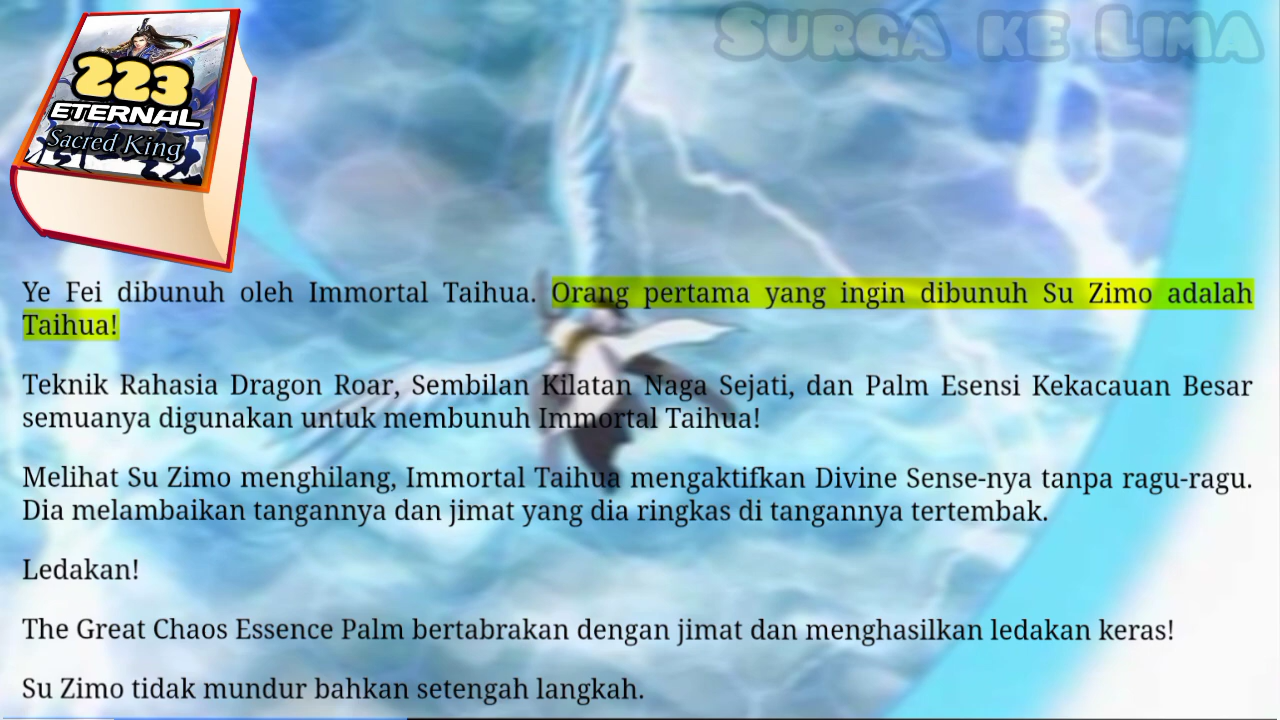 Surga ke Lima
223
ETERNAL
Sacred King
Ye Fei dibunuh oleh Immortal Taihua. Orang pertama yang ingin dibunuh Su Zimo adalah
Taihua!
Teknik Rahasia Dragon Roar, Sembilan Kilatan Naga Sejati, dan Palm Esensi Kekacauan Besar
semuanya digunakan untuk membunuh Immortal Taihua!
Melihat Su Zimo menghilang, Immortal Taihua mengaktifkan Divine Sense-nya tanpa ragu-ragu.
Dia melambaikan tangannya dan jimat yang dia ringkas di tangannya tertembak.
Ledakan!
The Great Chaos Essence Palm bertabrakan dengan jimat dan menghasilkan ledakan keras!
Su Zimo tidak mundur bahkan setengah langkah.